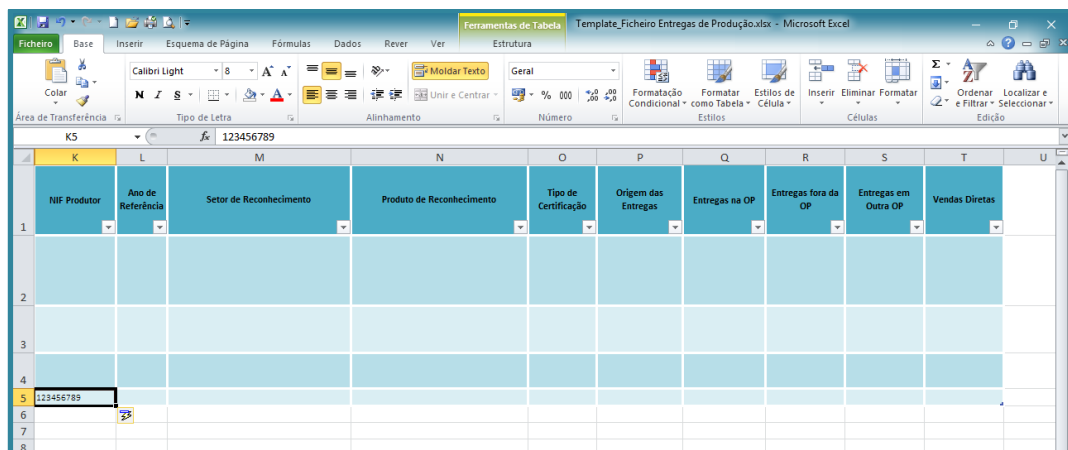 Ferramentas de Tabela Template_Ficheiro Entregas de Produção.xlsx - Microsoft Excel
Ficheiro Base Inserir Esquema de Página Fórmulas Dados Rever Ver Estrutura
Colar
Calibri Light 8 A A
Moldar Texto
Geral
N I S A
Unir e Centrar
% 000 ,00 ,00
Formatação Condicional
Formatar como Tabela
Estilos de Célula
Inserir Eliminar Formatar
Σ
Ordenar e Filtrar
Localizar e Seleccionar
Área de Transferência Tipo de Letra Alinhamento Número Estilos Células Edição
K5 fx 123456789
K L M N O P Q R S T U
1
NIF Produtor
Ano de Referência
Setor de Reconhecimento
Produto de Reconhecimento
Tipo de Certificação
Origem das Entregas
Entregas na OP
Entregas fora da OP
Entregas em Outra OP
Vendas Diretas
2
3
4
5 123456789
6
7
8